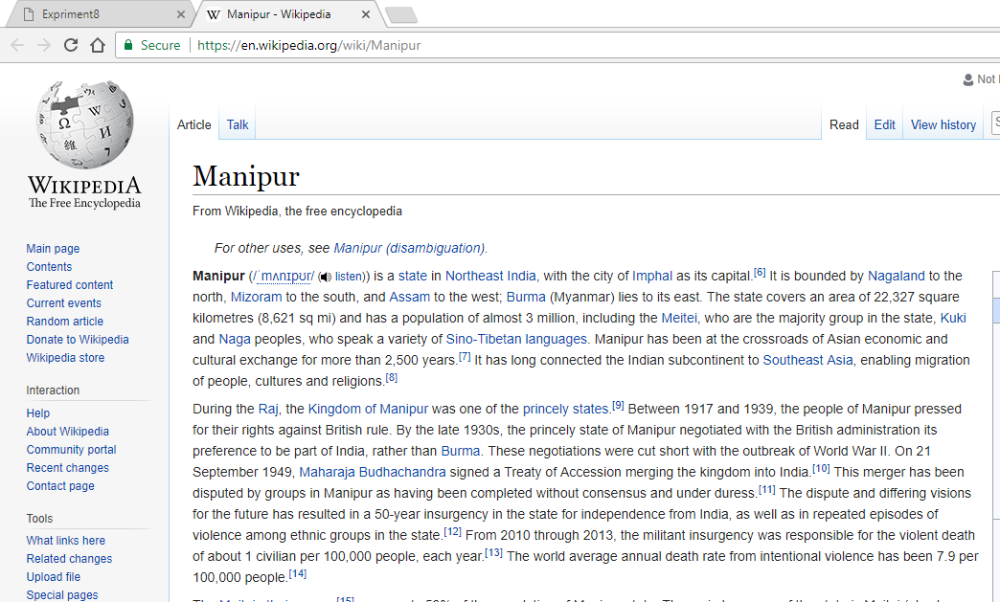 Expriment8
Manipur - Wikipedia
Secure https://en.wikipedia.org/wiki/Manipur
Not
Article Talk Read Edit View history
WIKIPEDIA
The Free Encyclopedia
Main page
Contents
Featured content
Current events
Random article
Donate to Wikipedia
Wikipedia store
Interaction
Help
About Wikipedia
Community portal
Recent changes
Contact page
Tools
What links here
Related changes
Upload file
Special pages
Manipur
From Wikipedia, the free encyclopedia
For other uses, see Manipur (disambiguation).
Manipur (/ˈmʌnɪpʊr/ (listen)) is a state in Northeast India, with the city of Imphal as its capital.[6] It is bounded by Nagaland to the
north, Mizoram to the south, and Assam to the west; Burma (Myanmar) lies to its east. The state covers an area of 22,327 square
kilometres (8,621 sq mi) and has a population of almost 3 million, including the Meitei, who are the majority group in the state, Kuki
and Naga peoples, who speak a variety of Sino-Tibetan languages. Manipur has been at the crossroads of Asian economic and
cultural exchange for more than 2,500 years.[7] It has long connected the Indian subcontinent to Southeast Asia, enabling migration
of people, cultures and religions.[8]
During the Raj, the Kingdom of Manipur was one of the princely states.[9] Between 1917 and 1939, the people of Manipur pressed
for their rights against British rule. By the late 1930s, the princely state of Manipur negotiated with the British administration its
preference to be part of India, rather than Burma. These negotiations were cut short with the outbreak of World War II. On 21
September 1949, Maharaja Budhachandra signed a Treaty of Accession merging the kingdom into India.[10] This merger has been
disputed by groups in Manipur as having been completed without consensus and under duress.[11] The dispute and differing visions
for the future has resulted in a 50-year insurgency in the state for independence from India, as well as in repeated episodes of
violence among ethnic groups in the state.[12] From 2010 through 2013, the militant insurgency was responsible for the violent death
of about 1 civilian per 100,000 people, each year.[13] The world average annual death rate from intentional violence has been 7.9 per
100,000 people.[14]